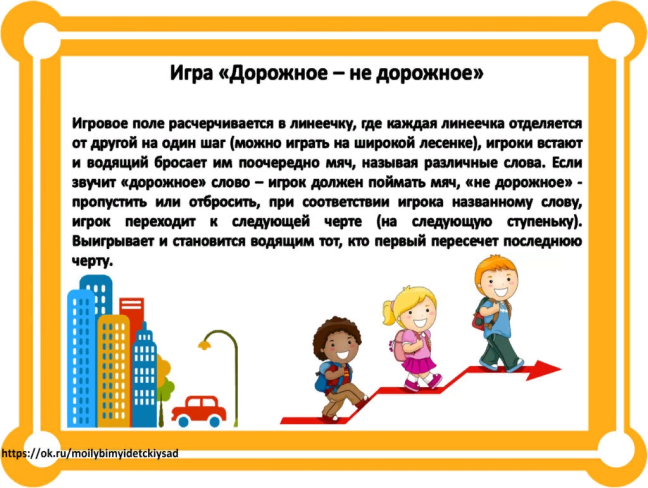 Игра «Дорожное – не дорожное»
Игровое поле расчерчивается в линеечку, где каждая линеечка отделяется
от другой на один шаг (можно играть на широкой лесенке), игроки встают
и водящий бросает им поочередно мяч, называя различные слова. Если
звучит «дорожное» слово – игрок должен поймать мяч, «не дорожное» -
пропустить или отбросить, при соответствии игрока названному слову,
игрок переходит к следующей черте (на следующую ступеньку).
Выигрывает и становится водящим тот, кто первый пересечет последнюю
черту.
https://ok.ru/moilybimyidetckiysad